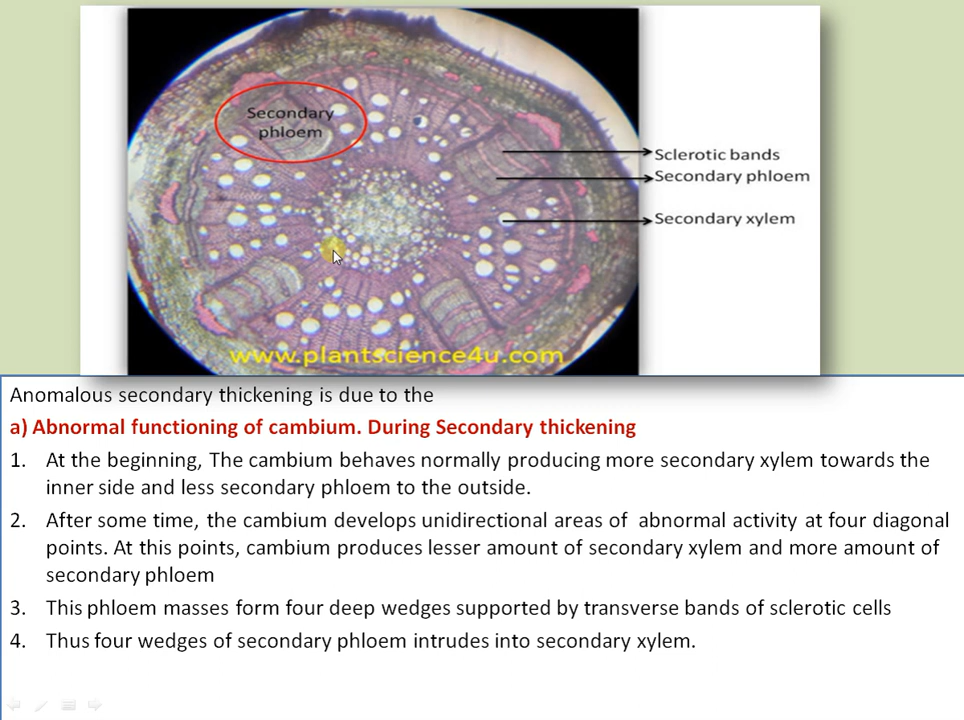 Secondary
phloem
Sclerotic bands
Secondary phloem
Secondary xylem
www.plantscience4u.com
Anomalous secondary thickening is due to the
a) Abnormal functioning of cambium. During Secondary thickening
1. At the beginning, The cambium behaves normally producing more secondary xylem towards the
inner side and less secondary phloem to the outside.
2. After some time, the cambium develops unidirectional areas of abnormal activity at four diagonal
points. At this points, cambium produces lesser amount of secondary xylem and more amount of
secondary phloem
3. This phloem masses form four deep wedges supported by transverse bands of sclerotic cells
4. Thus four wedges of secondary phloem intrudes into secondary xylem.